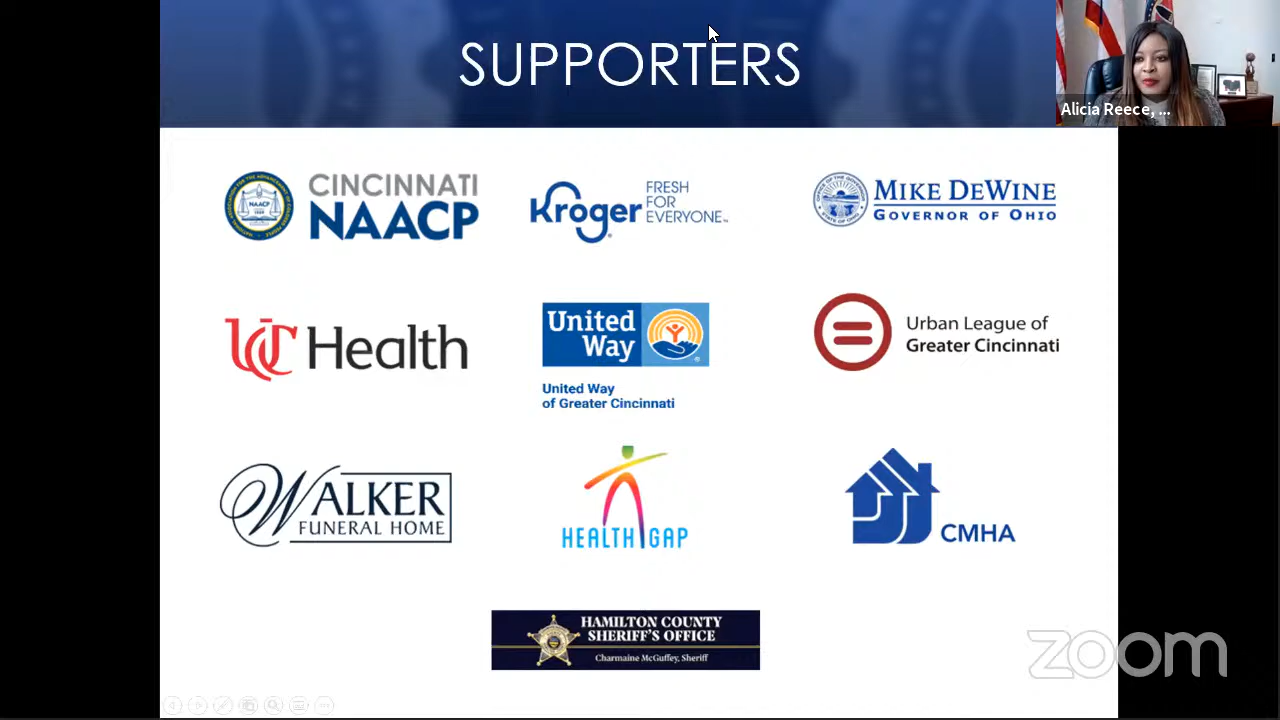 SUPPORTERS
Alicia Reece, ...
CINCINNATI
NAACP
NAACP
Kroger
FRESH
FOR
EVERYONE™
MIKE DEWINE
GOVERNOR OF OHIO
UC Health
United
Way
United Way
of Greater Cincinnati
Urban League of
Greater Cincinnati
WALKER
FUNERAL HOME
HEALTH GAP
CMHA
HAMILTON COUNTY
SHERIFF'S OFFICE
Charmaine McGuffey, Sheriff
zoom